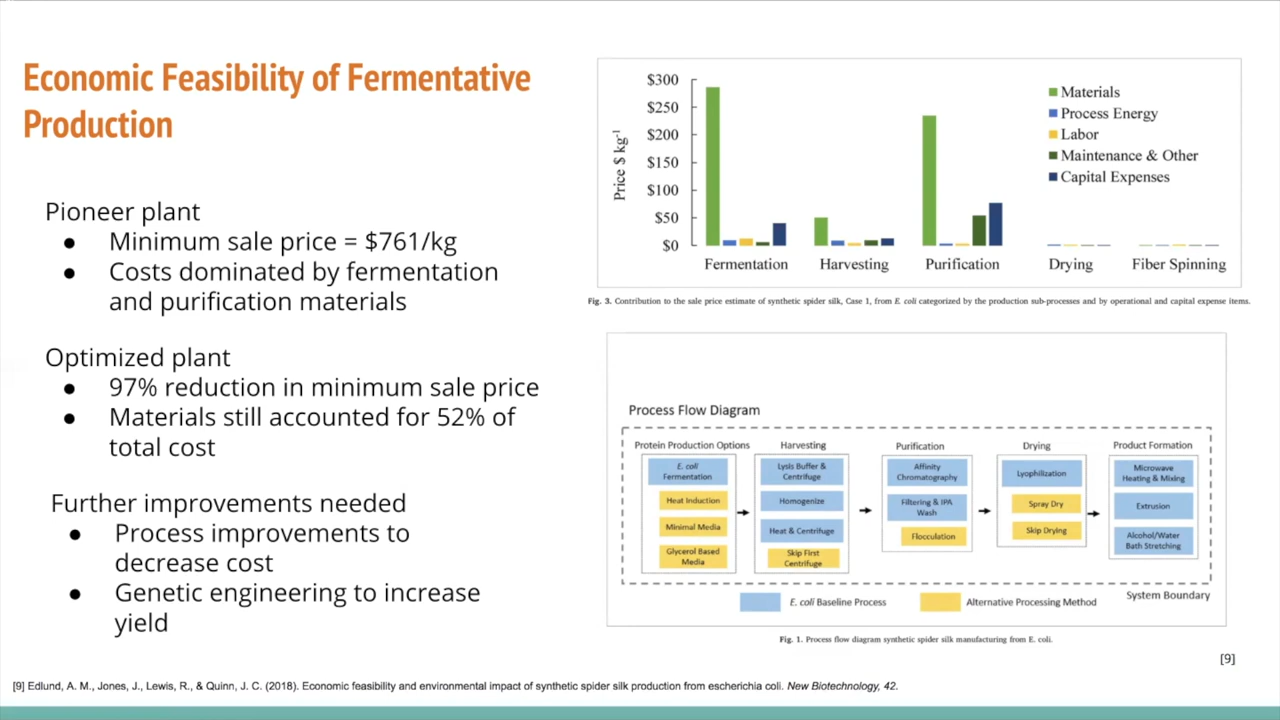 Economic Feasibility of Fermentative
Production
Pioneer plant
● Minimum sale price = $761/kg
● Costs dominated by fermentation
and purification materials
Optimized plant
● 97% reduction in minimum sale price
● Materials still accounted for 52% of
total cost
Further improvements needed
● Process improvements to
decrease cost
● Genetic engineering to increase
yield
$300
$250
$200
$150
$100
$50
$0
Price $ kg-1
Materials
Process Energy
Labor
Maintenance & Other
Capital Expenses
Fermentation Harvesting Purification Drying Fiber Spinning
Fig. 3. Contribution to the sale price estimate of synthetic spider silk, Case 1, from E. coli categorized by the production sub-processes and by operational and capital expense items.
Process Flow Diagram
Protein Production Options
E. coli
Fermentation
Heat Induction
Minimal Media
Glycerol Based
Media
Harvesting
Lysis Buffer &
Centrifuge
Homogenize
Heat & Centrifuge
Skip First
Centrifuge
Purification
Affinity
Chromatography
Filtering & IPA
Wash
Flocculation
Drying
Lyophilization
Spray Dry
Skip Drying
Product Formation
Microwave
Heating & Mixing
Extrusion
Alcohol/Water
Bath Stretching
E. coli Baseline Process
Alternative Processing Method
System Boundary
Fig. 1. Process flow diagram synthetic spider silk manufacturing from E. coli.
[9]
[9] Edlund, A. M., Jones, J., Lewis, R., & Quinn, J. C. (2018). Economic feasibility and environmental impact of synthetic spider silk production from escherichia coli. New Biotechnology, 42.